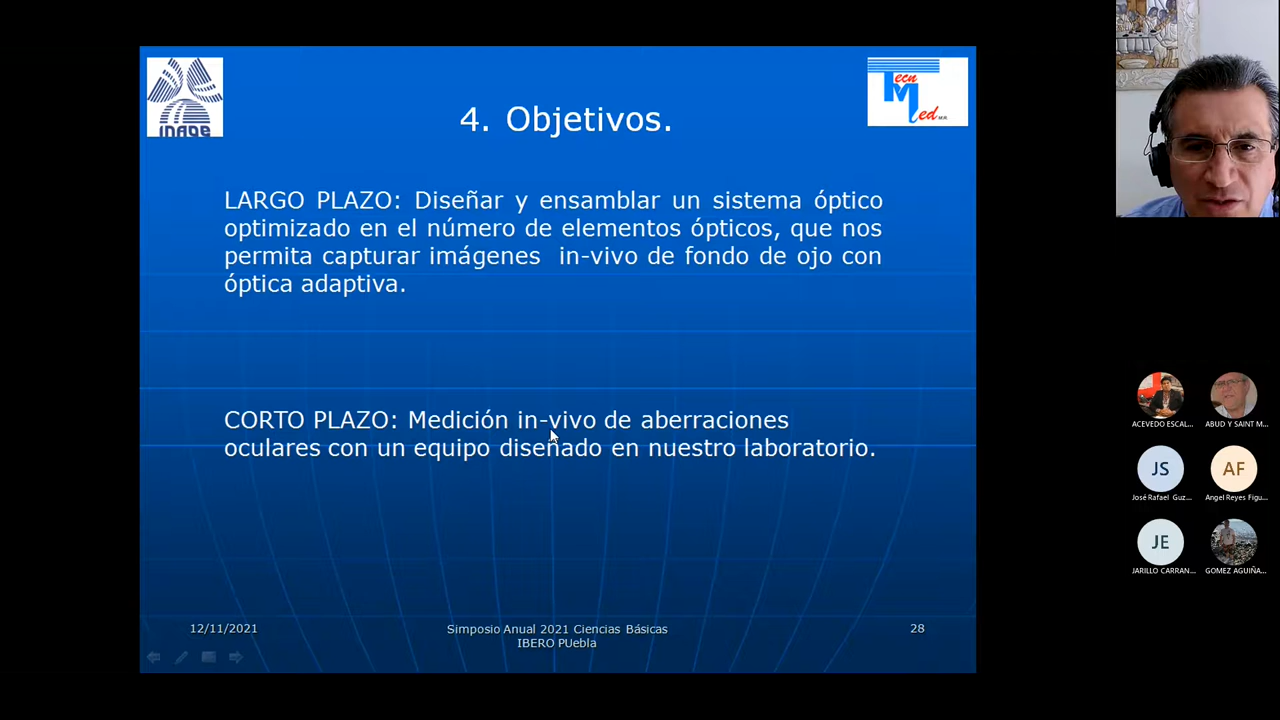 INAOE
Tecn
Med M.R.
4. Objetivos.
LARGO PLAZO: Diseñar y ensamblar un sistema óptico
optimizado en el número de elementos ópticos, que nos
permita capturar imágenes in-vivo de fondo de ojo con
óptica adaptiva.
CORTO PLAZO: Medición in-vivo de aberraciones
oculares con un equipo diseñado en nuestro laboratorio.
12/11/2021
Simposio Anual 2021 Ciencias Básicas
IBERO PUebla
28
ACEVEDO ESCAL...
ABUD Y SAINT M...
JS
AF
José Rafael Guz...
Angel Reyes Figu...
JE
JARILLO CARRAN...
GOMEZ AGUIÑA...